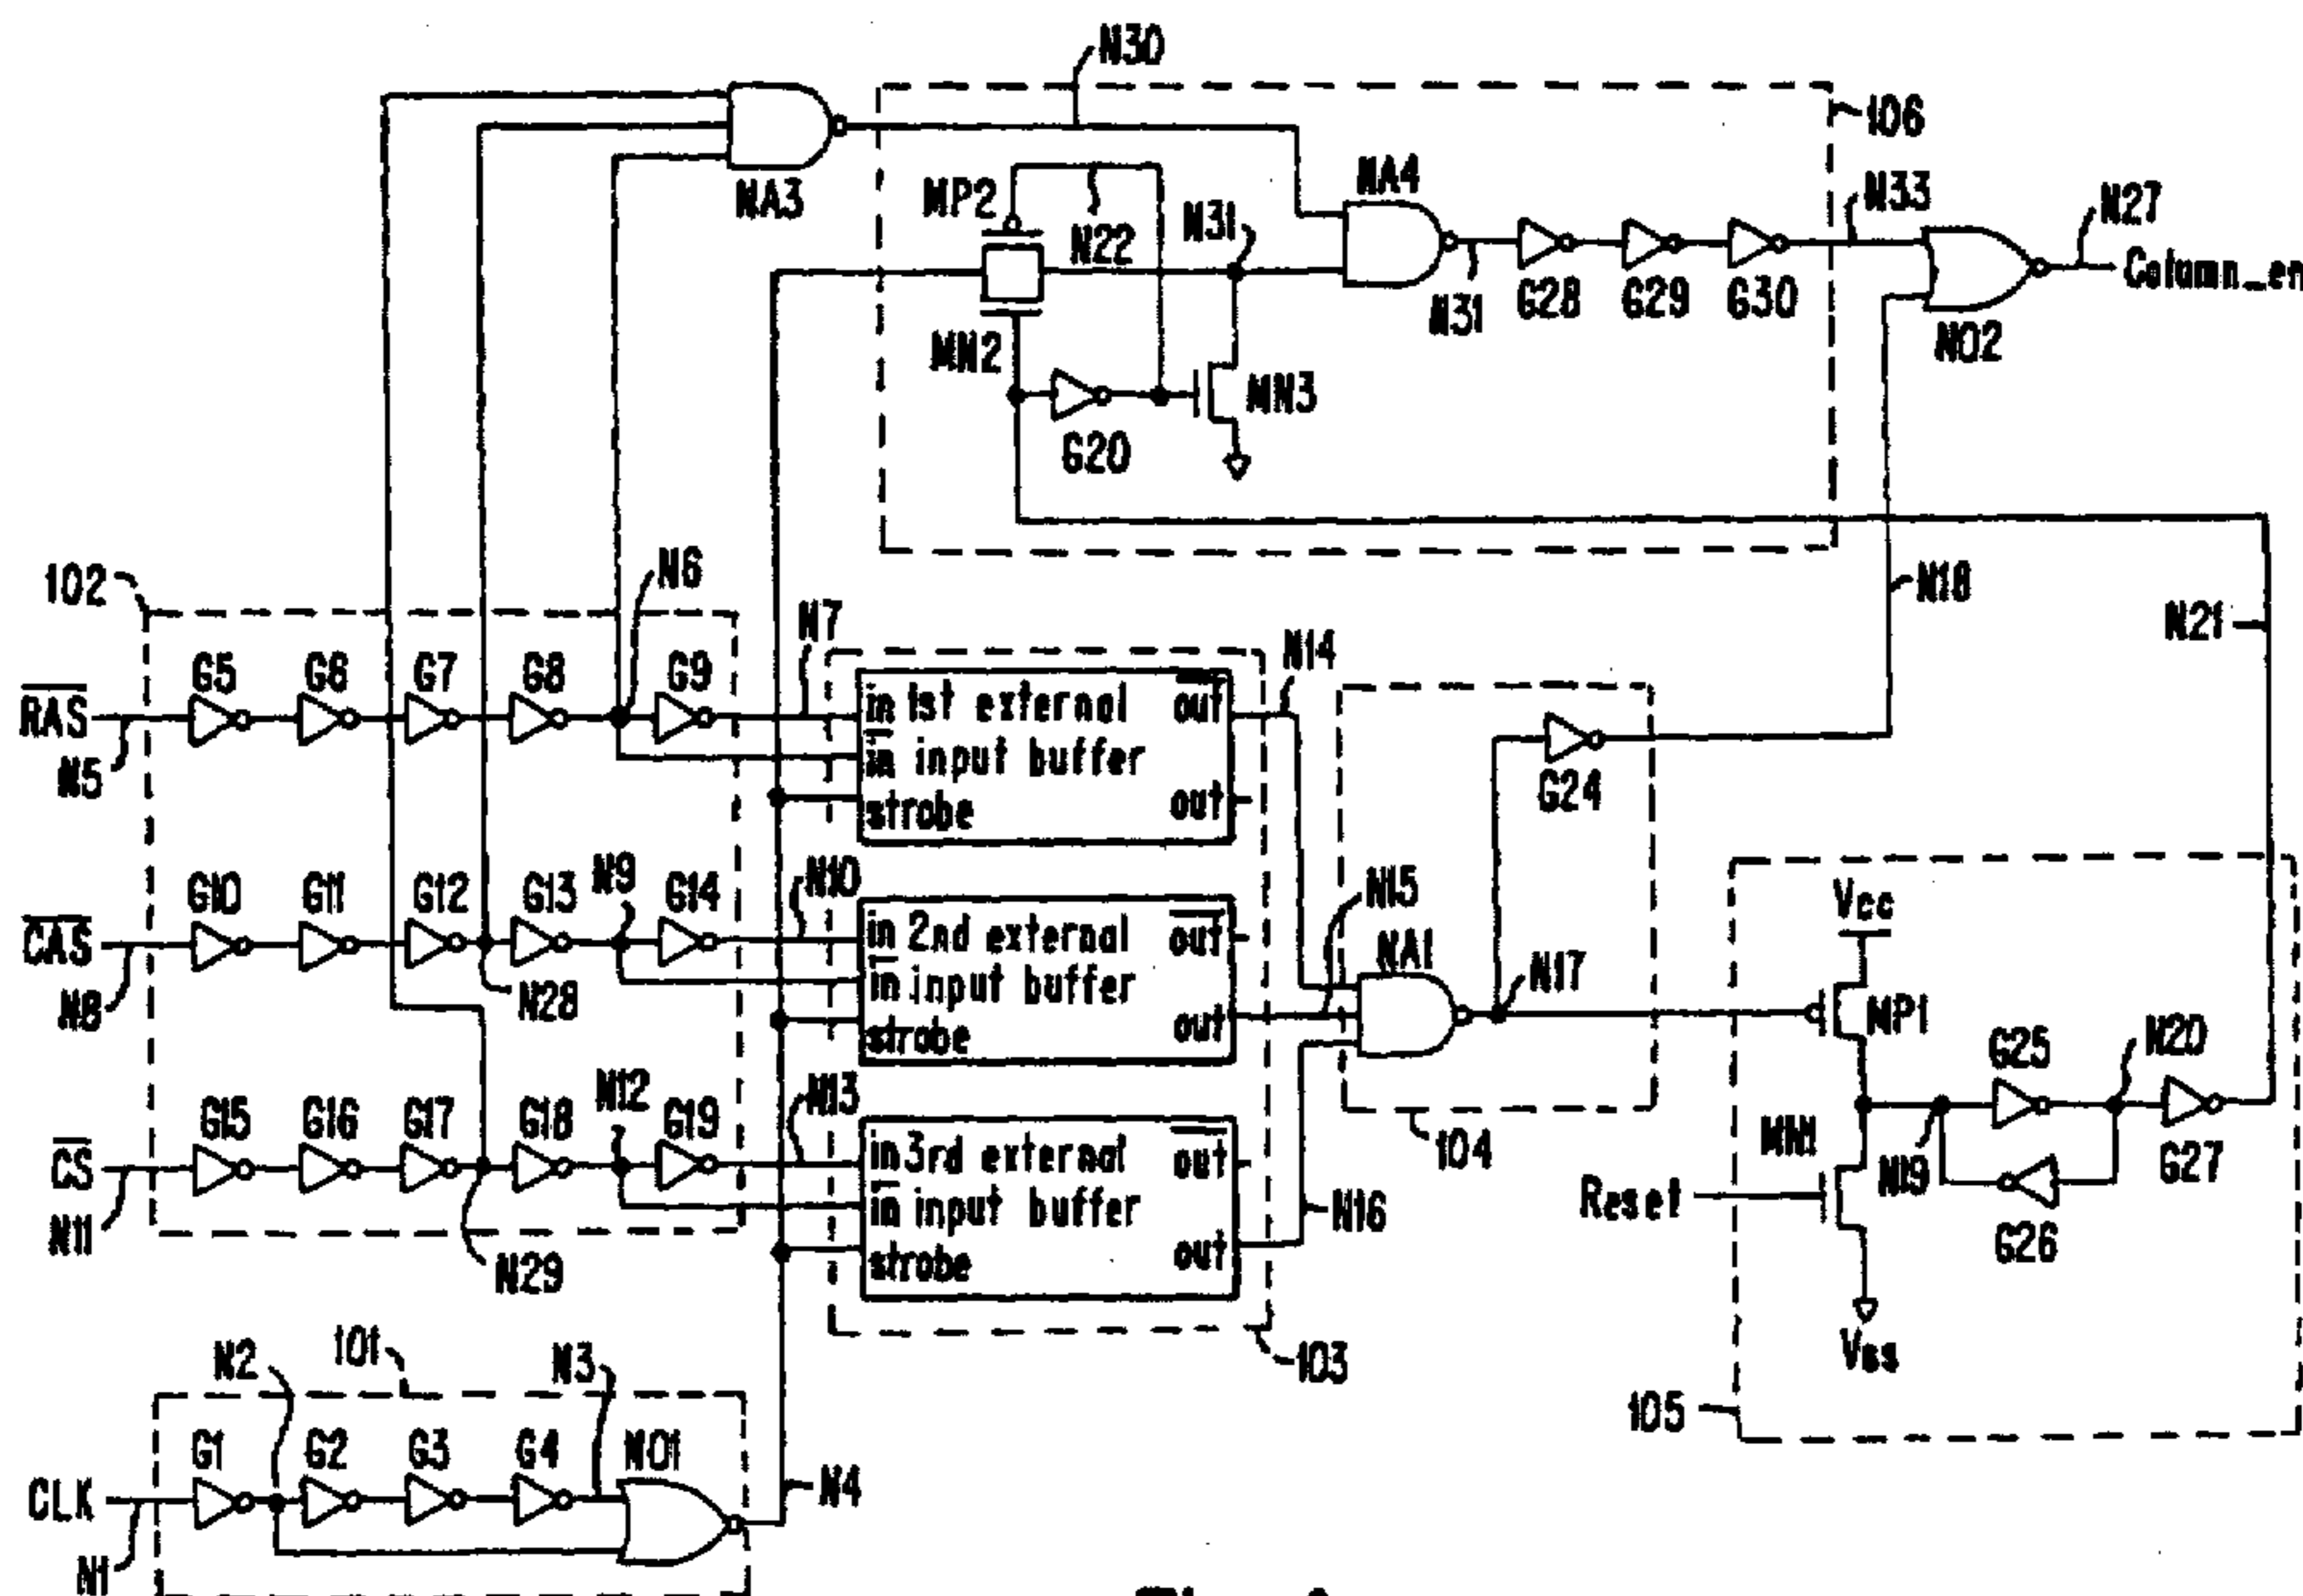 N30
106
NA3
MP2
N22
N31
NA4
N31
G28
G29
G30
N33
N27
Column_en
NO2
MN2
G20
MN3
N18
N21
102
N6
N7
N14
RAS
N5
G5
G6
G7
G8
G9
in 1st external out
in input buffer
strobe out
G24
CAS
N8
G10
G11
G12
G13
N9
G14
N10
N28
in 2nd external out
in input buffer
strobe out
N15
NA1
N17
104
Vcc
MP1
G25
N20
G27
N19
G26
MN1
Reset
Vss
105
CS
N11
G15
G16
G17
G18
N12
G19
N13
N29
in 3rd external out
in input buffer
strobe out
N16
103
101
N2
N3
CLK
N1
G1
G2
G3
G4
NO1
N4